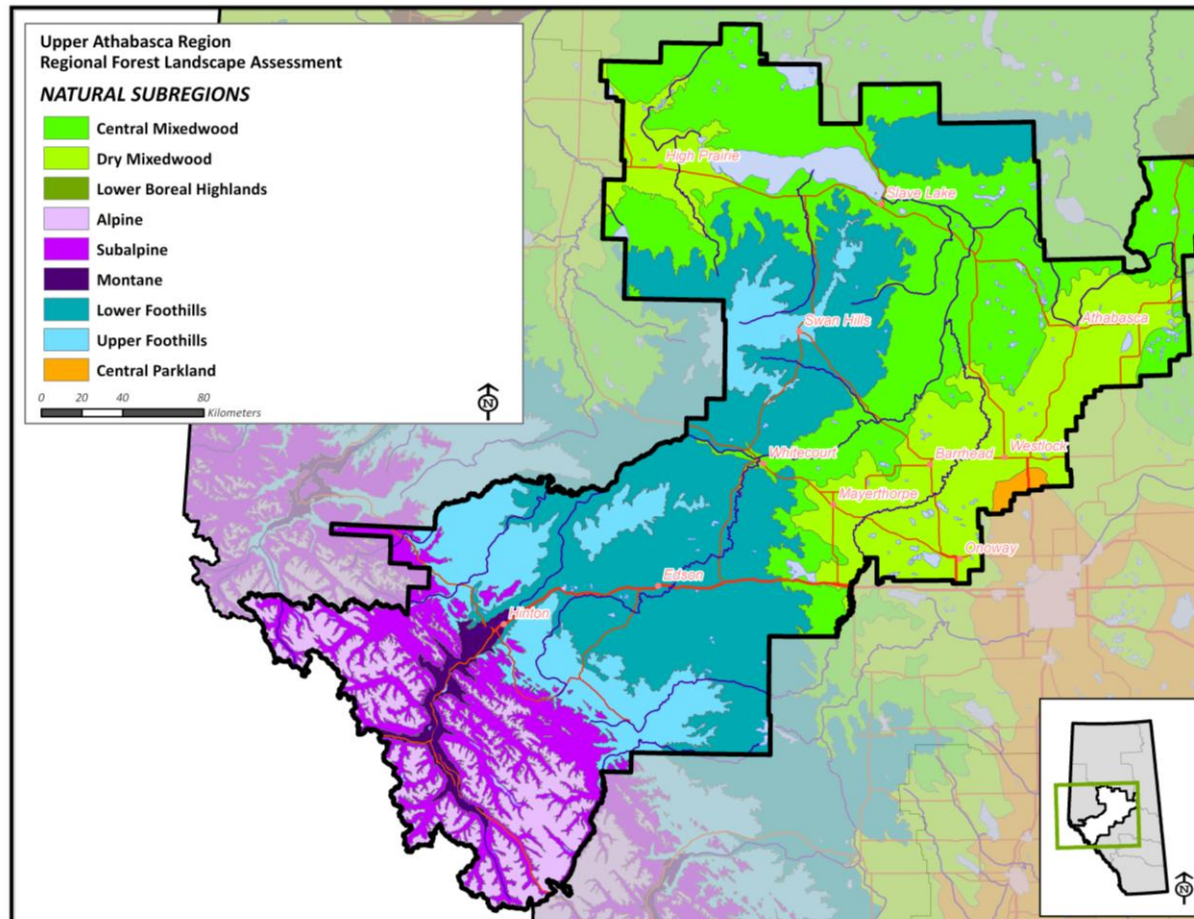 Upper Athabasca Region
Regional Forest Landscape Assessment
NATURAL SUBREGIONS
Central Mixedwood
Dry Mixedwood
Lower Boreal Highlands
Alpine
Subalpine
Montane
Lower Foothills
Upper Foothills
Central Parkland
0 20 40 80
Kilometers
N
High Prairie
Slave Lake
Swan Hills
Athabasca
Whitecourt
Barrhead
Westlock
Mayerthorpe
Onoway
Edson
Hinton
N